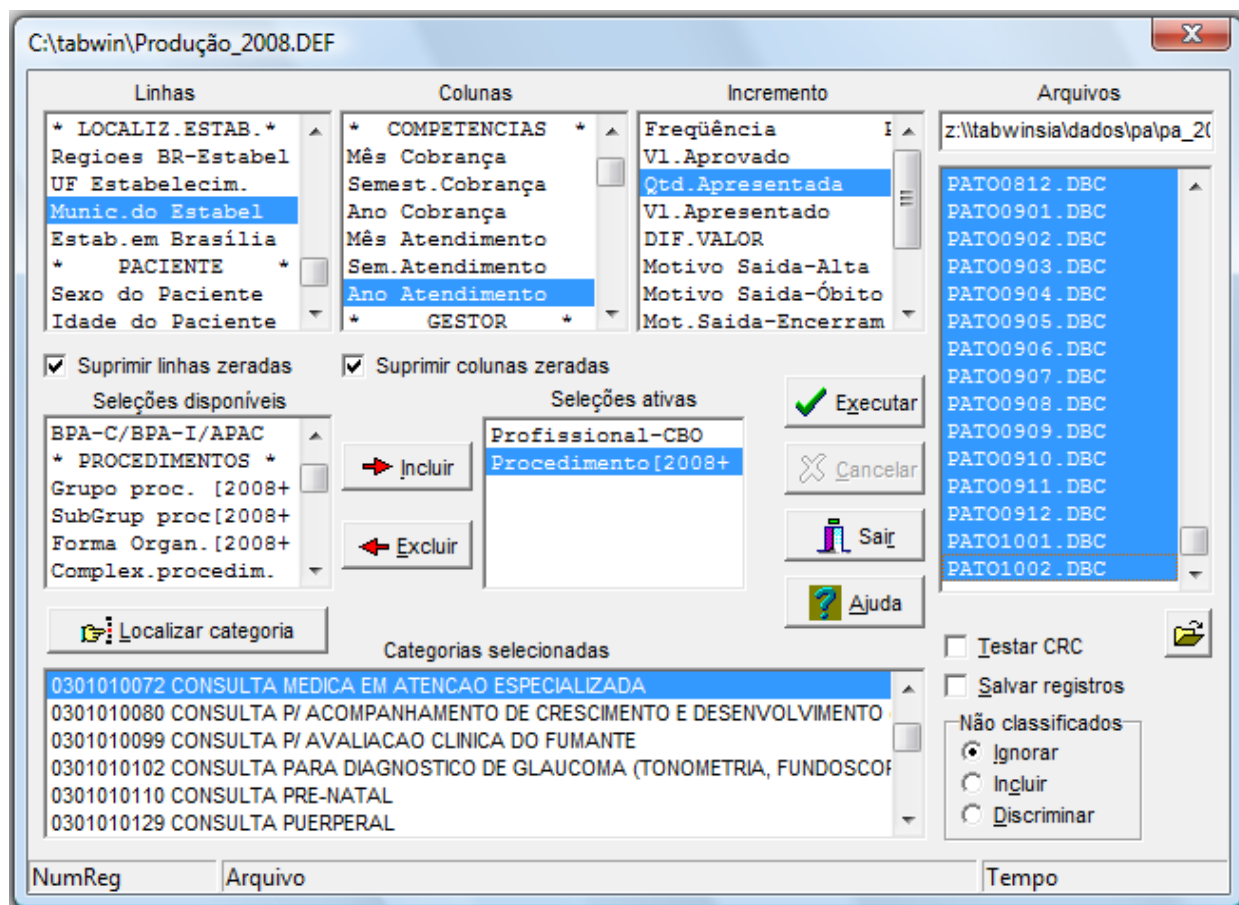 C:\tabwin\Produção_2008.DEF
Linhas
* LOCALIZ.ESTAB.*
Regioes BR-Estabel
UF Estabelecim.
Munic.do Estabel
Estab.em Brasília
* PACIENTE *
Sexo do Paciente
Idade do Paciente
Colunas
* COMPETENCIAS *
Mês Cobrança
Semest.Cobrança
Ano Cobrança
Mês Atendimento
Sem.Atendimento
Ano Atendimento
* GESTOR *
Incremento
Freqüência
Vl.Aprovado
Qtd.Apresentada
Vl.Apresentado
DIF.VALOR
Motivo Saida-Alta
Motivo Saida-Óbito
Mot.Saida-Encerram
Arquivos
z:\\tabwinsia\dados\pa\pa_20
PATO0812.DBC
PATO0901.DBC
PATO0902.DBC
PATO0903.DBC
PATO0904.DBC
PATO0905.DBC
PATO0906.DBC
PATO0907.DBC
PATO0908.DBC
PATO0909.DBC
PATO0910.DBC
PATO0911.DBC
PATO0912.DBC
PATO1001.DBC
PATO1002.DBC
Suprimir linhas zeradas
Suprimir colunas zeradas
Seleções disponíveis
BPA-C/BPA-I/APAC
* PROCEDIMENTOS *
Grupo proc. [2008+
SubGrup proc[2008+
Forma Organ.[2008+
Complex.procedim.
Incluir
Excluir
Seleções ativas
Profissional-CBO
Procedimento[2008+
Executar
Cancelar
Sair
Ajuda
Localizar categoria
Categorias selecionadas
0301010072 CONSULTA MEDICA EM ATENCAO ESPECIALIZADA
0301010080 CONSULTA P/ ACOMPANHAMENTO DE CRESCIMENTO E DESENVOLVIMENTO
0301010099 CONSULTA P/ AVALIACAO CLINICA DO FUMANTE
0301010102 CONSULTA PARA DIAGNOSTICO DE GLAUCOMA (TONOMETRIA, FUNDOSCOP
0301010110 CONSULTA PRE-NATAL
0301010129 CONSULTA PUERPERAL
Testar CRC
Salvar registros
Não classificados
Ignorar
Incluir
Discriminar
NumReg
Arquivo
Tempo